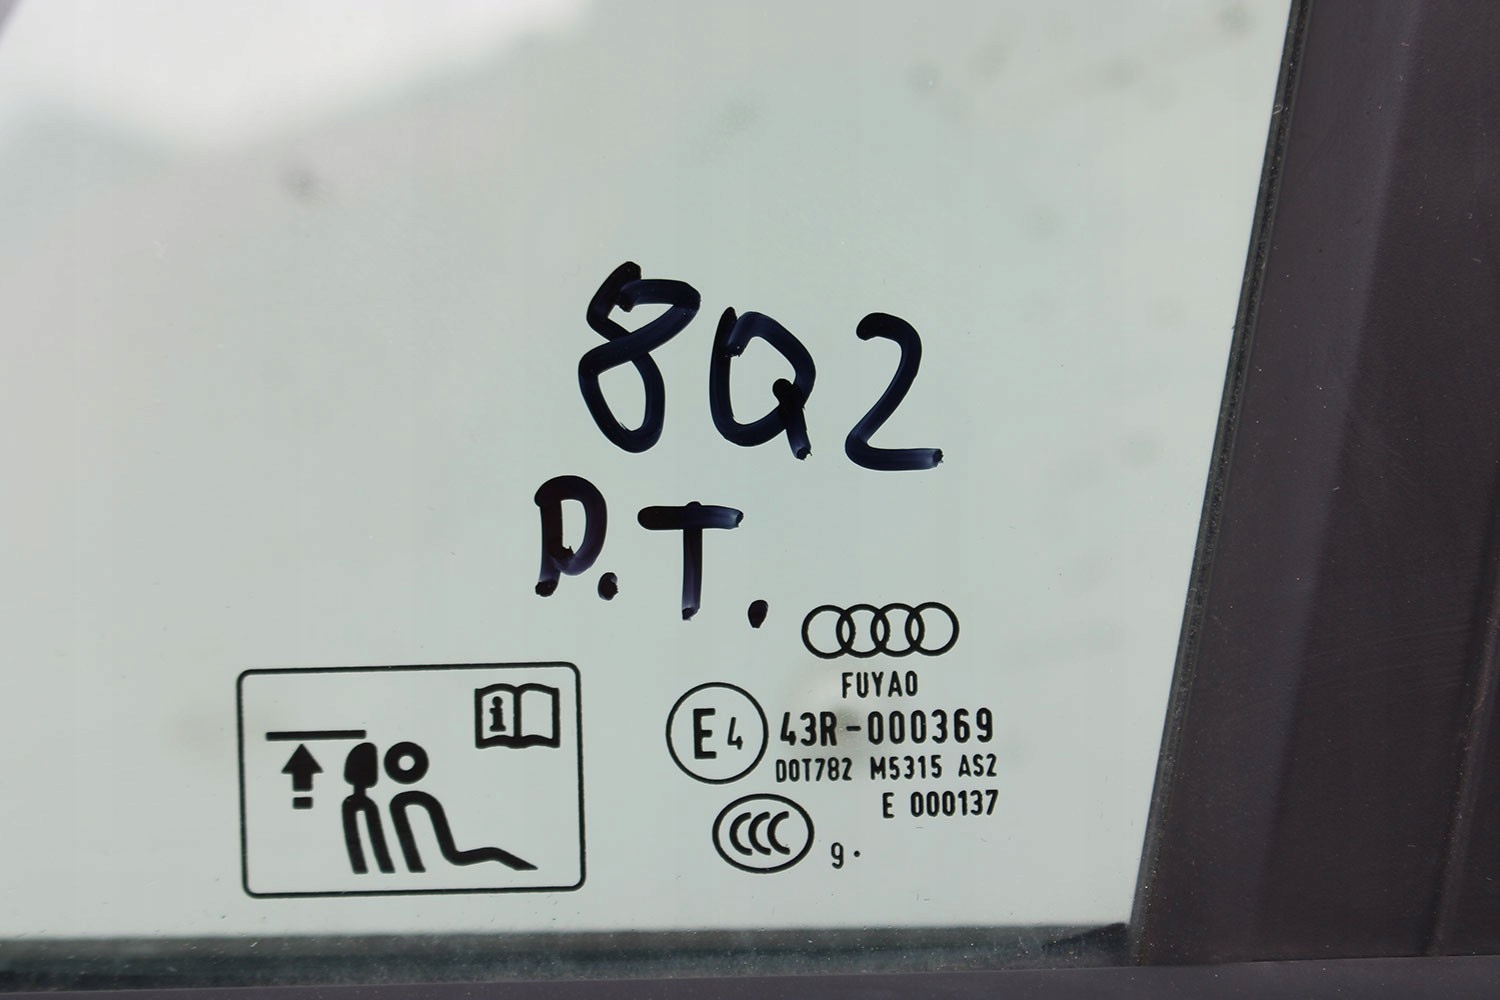 8Q2
P.T.
FUYAO
E4 43R-000369
DOT782 M5315 AS2
E 000137
CCC 9.
i